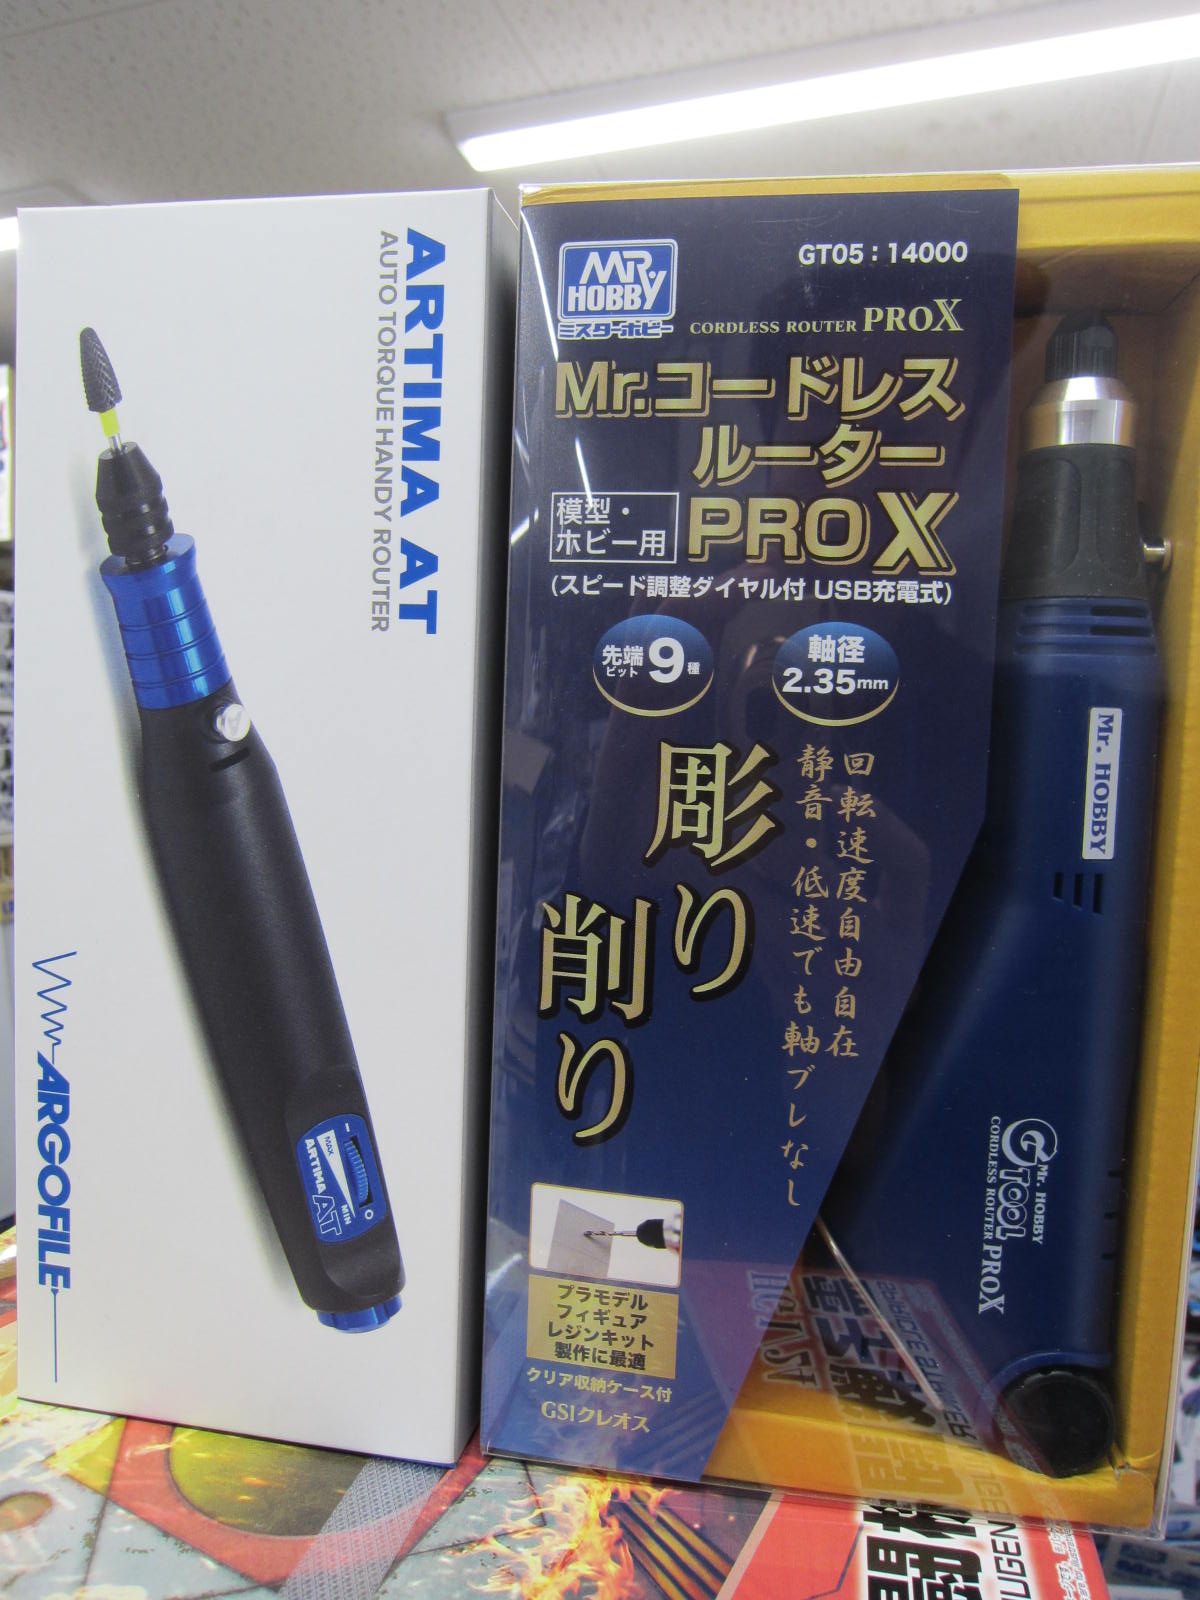 ARTIMA AT
AUTO TORQUE HANDY ROUTER
MAX
MIN
ARTIMA AT
ARGOFILE
MR.
HOBBY
ミスターホビー
GT05：14000
CORDLESS ROUTER PROX
Mr.コードレス
ルーター
模型・
ホビー用
PROX
(スピード調整ダイヤル付 USB充電式)
先端
ビット
9種
軸径
2.35mm
回転速度自由自在
静音・低速でも軸ブレなし
彫り
削り
プラモデル
フィギュア
レジンキット
製作に最適
クリア収納ケース付
GSIクレオス
Mr. HOBBY
Mr. HOBBY
G TOOL
CORDLESS ROUTER PROX